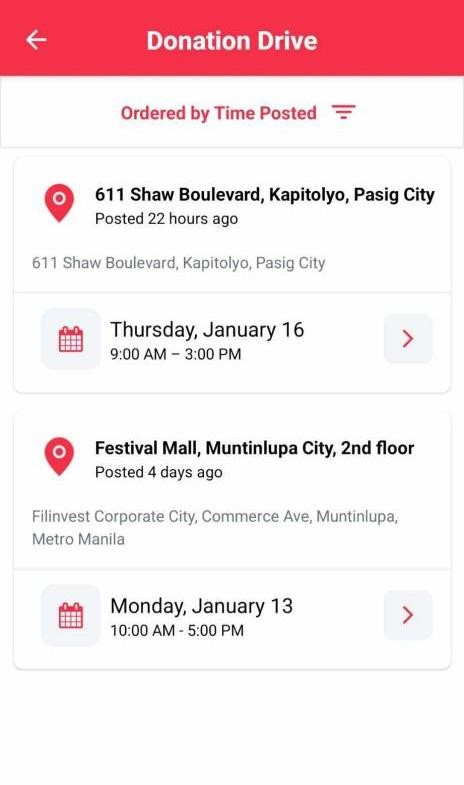 Donation Drive
Ordered by Time Posted
611 Shaw Boulevard, Kapitolyo, Pasig City
Posted 22 hours ago
611 Shaw Boulevard, Kapitolyo, Pasig City
Thursday, January 16
9:00 AM – 3:00 PM
Festival Mall, Muntinlupa City, 2nd floor
Posted 4 days ago
Filinvest Corporate City, Commerce Ave, Muntinlupa,
Metro Manila
Monday, January 13
10:00 AM - 5:00 PM